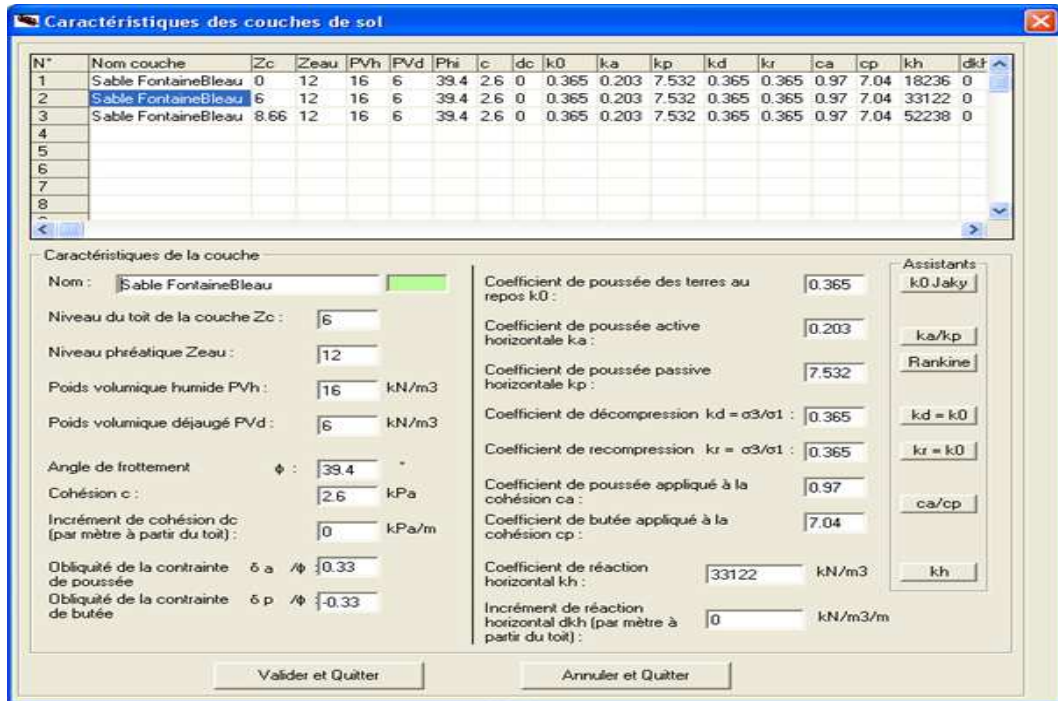 Caractéristiques des couches de sol
N° Nom couche Zc Zeau PVh PVd Phi c dc k0 ka kp kd kr ca cp kh dkh
1 Sable FontaineBleau 0 12 16 6 39.4 2.6 0 0.365 0.203 7.532 0.365 0.365 0.97 7.04 18236 0
2 Sable FontaineBleau 6 12 16 6 39.4 2.6 0 0.365 0.203 7.532 0.365 0.365 0.97 7.04 33122 0
3 Sable FontaineBleau 8.66 12 16 6 39.4 2.6 0 0.365 0.203 7.532 0.365 0.365 0.97 7.04 52238 0
4
5
6
7
8
Caractéristiques de la couche
Nom : Sable FontaineBleau
Niveau du toit de la couche Zc : 6
Niveau phréatique Zeau : 12
Poids volumique humide PVh : 16 kN/m3
Poids volumique déjaugé PVd : 6 kN/m3
Angle de frottement ϕ : 39.4 °
Cohésion c : 2.6 kPa
Incrément de cohésion dc
(par mètre à partir du toit) : 0 kPa/m
Obliquité de la contrainte δ a /ϕ : 0.33
de poussée
Obliquité de la contrainte δ p /ϕ : -0.33
de butée
Coefficient de poussée des terres au
repos k0 : 0.365
Coefficient de poussée active
horizontale ka : 0.203
Coefficient de poussée passive
horizontale kp : 7.532
Coefficient de décompression kd = σ3/σ1 : 0.365
Coefficient de recompression kr = σ3/σ1 : 0.365
Coefficient de poussée appliqué à la
cohésion ca : 0.97
Coefficient de butée appliqué à la
cohésion cp : 7.04
Coefficient de réaction
horizontal kh : 33122 kN/m3
Incrément de réaction
horizontal dkh (par mètre à
partir du toit) : 0 kN/m3/m
Assistants
k0 Jaky
ka/kp
Rankine
kd = k0
kr = k0
ca/cp
kh
Valider et Quitter
Annuler et Quitter